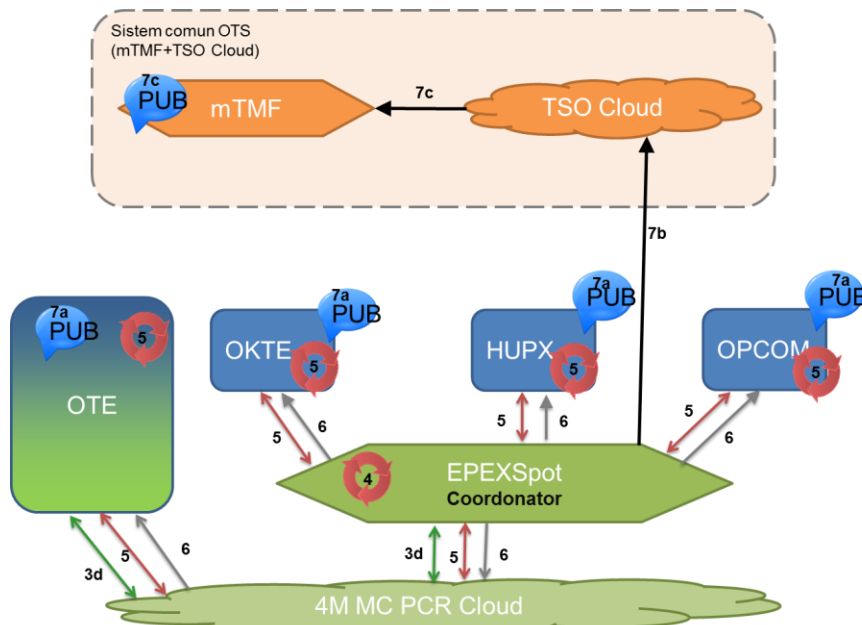 Sistem comun OTS
(mTMF+TSO Cloud)
7c
PUB
mTMF
7c
TSO Cloud
7b
7a
PUB
5
OTE
7a
PUB
OKTE
5
7a
PUB
HUPX
5
7a
PUB
OPCOM
5
5
6
5
6
5
6
4
EPEXSpot
Coordonator
3d
5
6
3d
5
6
4M MC PCR Cloud